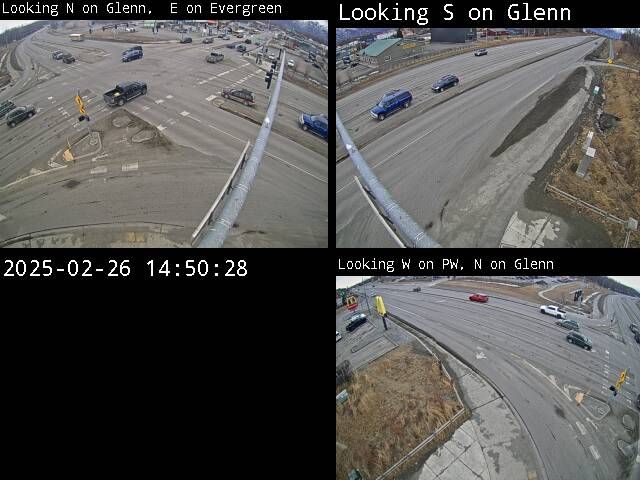 Looking N on Glenn,  E on Evergreen
Looking S on Glenn
2025-02-26 14:50:28
Looking W on PW, N on Glenn